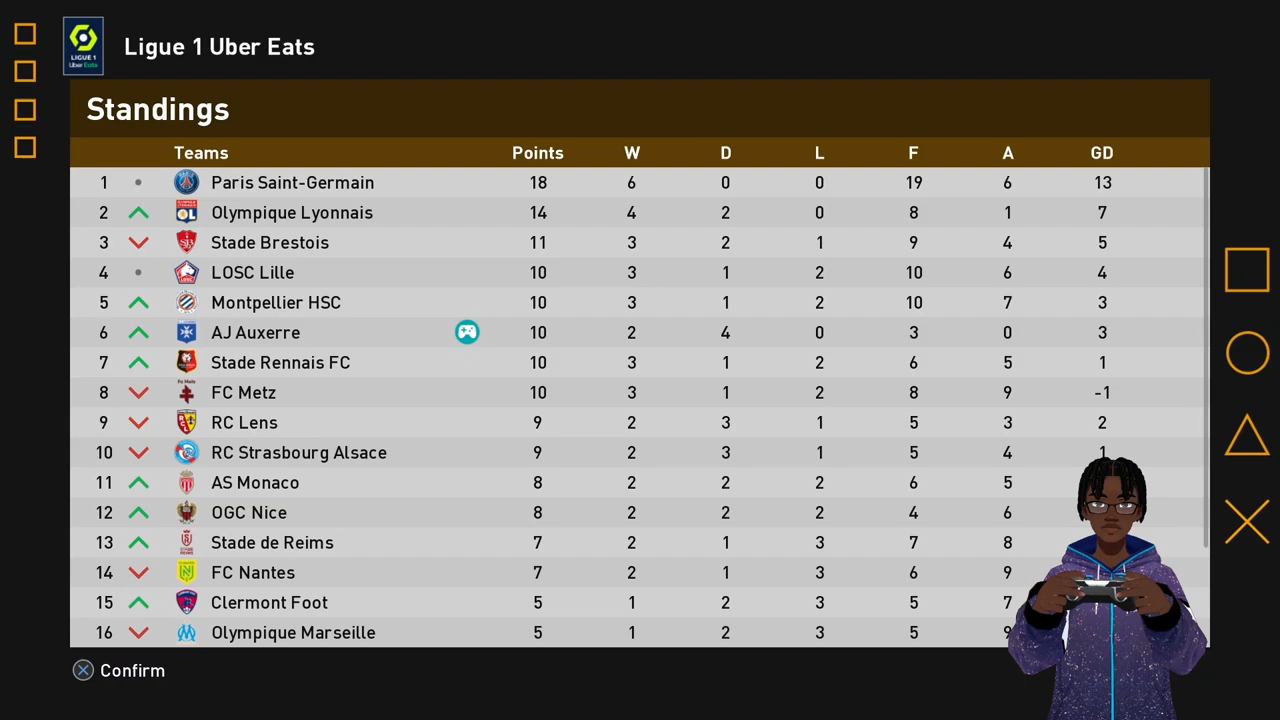 LIGUE 1
Uber Eats
Ligue 1 Uber Eats
Standings
Teams Points W D L F A GD
1 Paris Saint-Germain 18 6 0 0 19 6 13
2 Olympique Lyonnais 14 4 2 0 8 1 7
3 Stade Brestois 11 3 2 1 9 4 5
4 LOSC Lille 10 3 1 2 10 6 4
5 Montpellier HSC 10 3 1 2 10 7 3
6 AJ Auxerre 10 2 4 0 3 0 3
7 Stade Rennais FC 10 3 1 2 6 5 1
8 FC Metz 10 3 1 2 8 9 -1
9 RC Lens 9 2 3 1 5 3 2
10 RC Strasbourg Alsace 9 2 3 1 5 4 1
11 AS Monaco 8 2 2 2 6 5
12 OGC Nice 8 2 2 2 4 6
13 Stade de Reims 7 2 1 3 7 8
14 FC Nantes 7 2 1 3 6 9
15 Clermont Foot 5 1 2 3 5 7
16 Olympique Marseille 5 1 2 3 5 9
Confirm